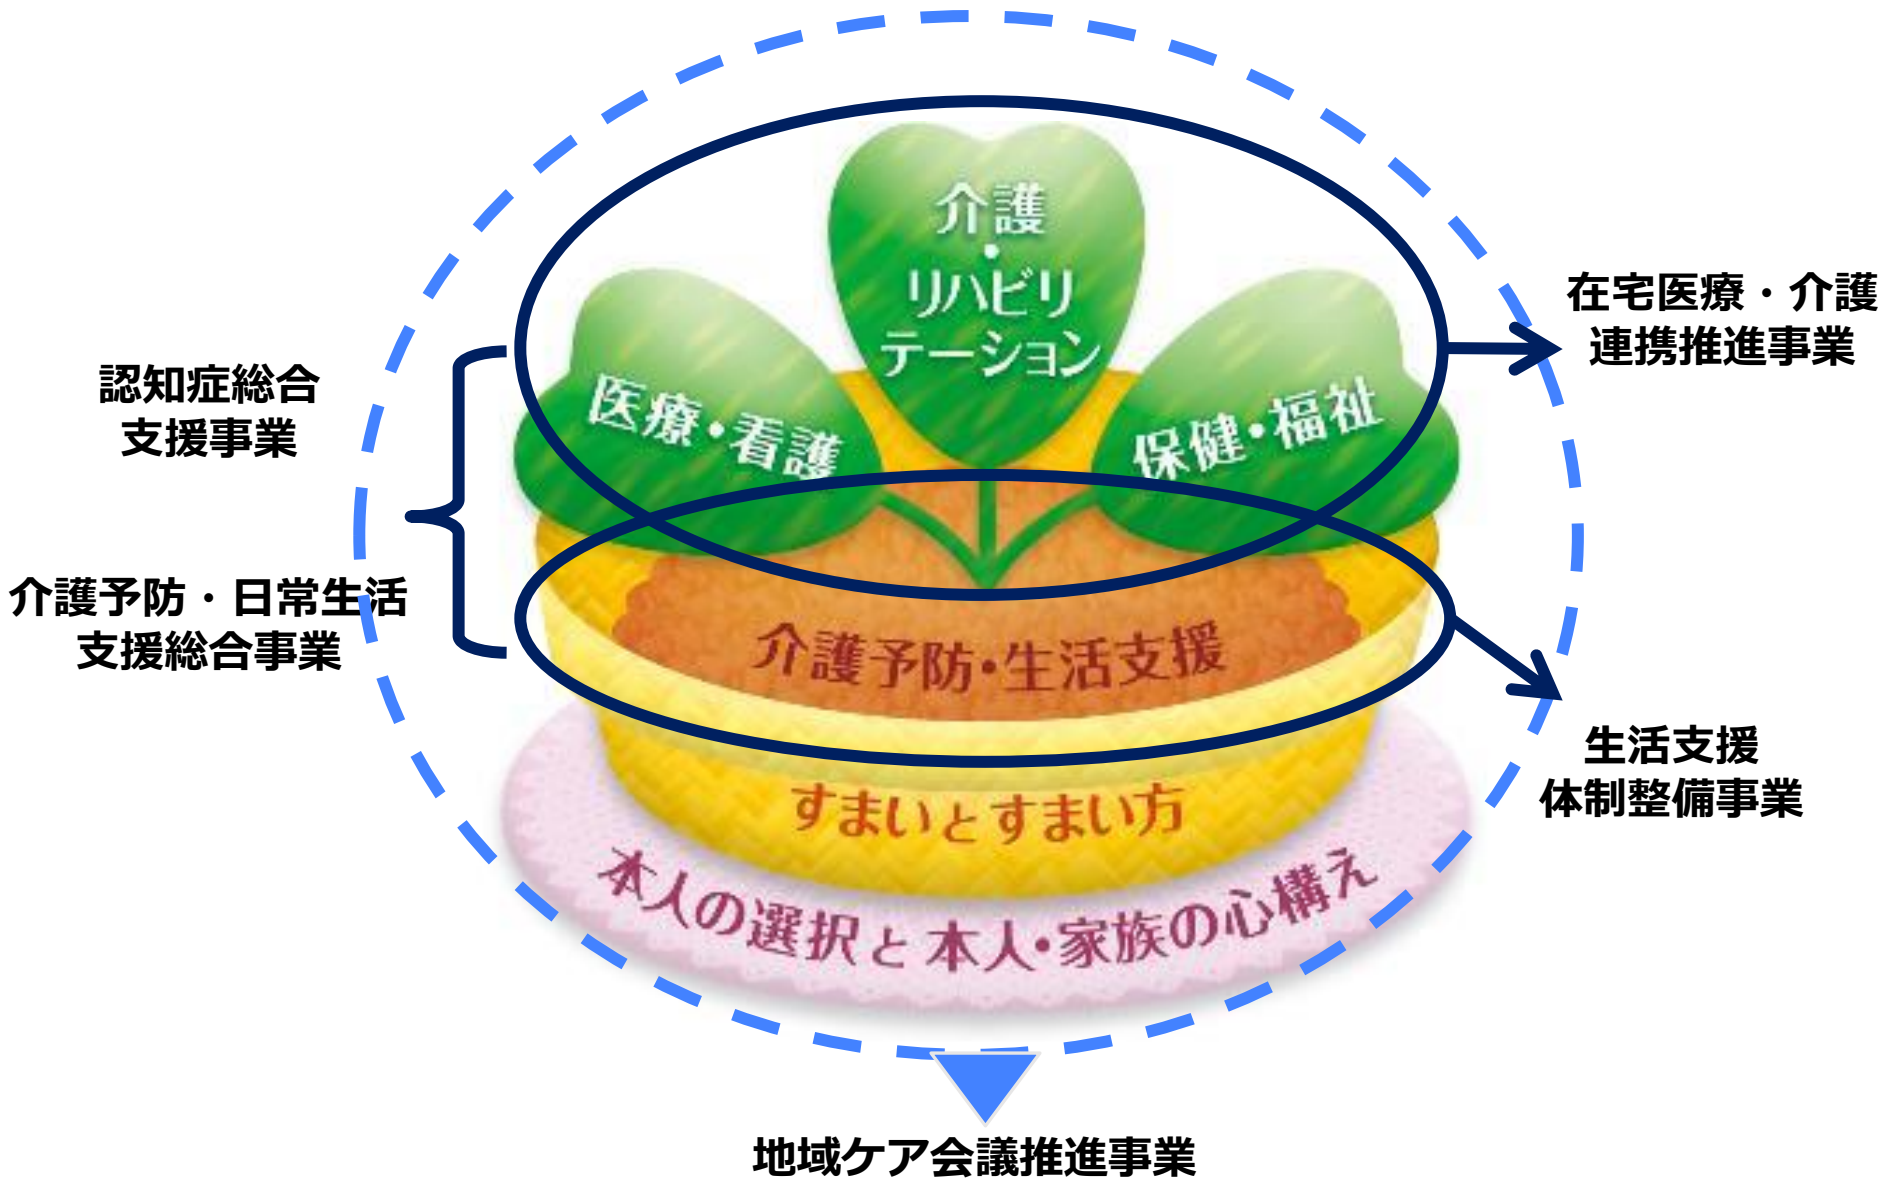 介護
・
リハビリ
テーション
医療・看護
保健・福祉
在宅医療・介護
連携推進事業
認知症総合
支援事業
介護予防・日常生活
支援総合事業
介護予防・生活支援
生活支援
体制整備事業
すまいとすまい方
本人の選択と本人・家族の心構え
地域ケア会議推進事業